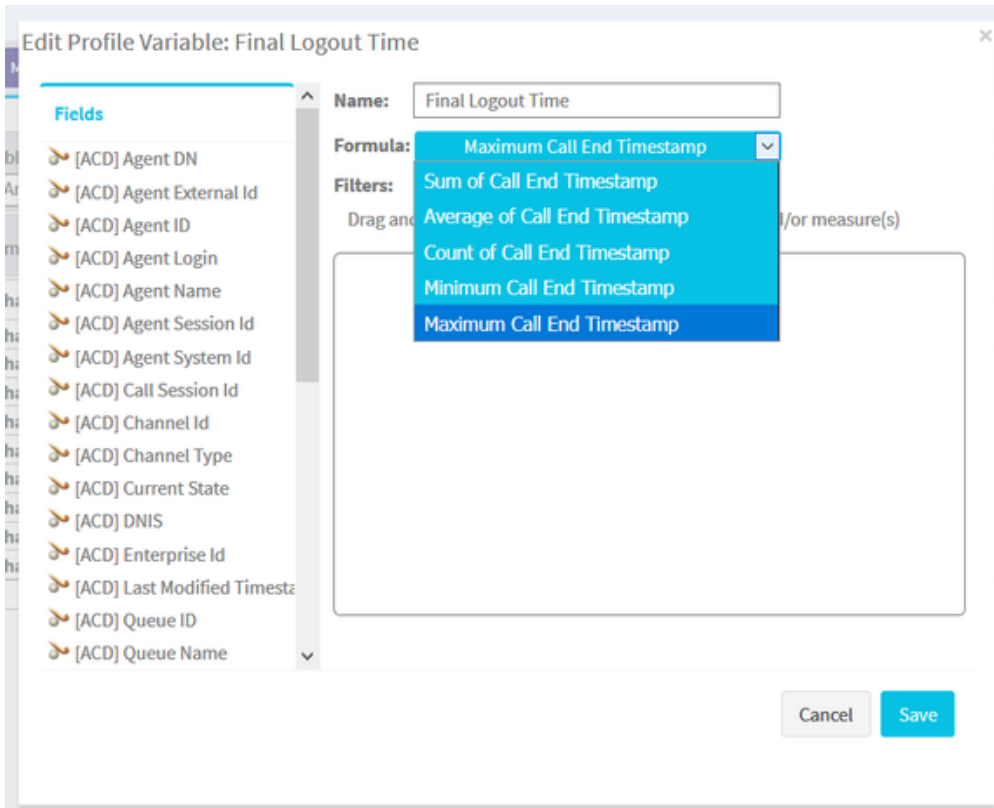 Edit Profile Variable: Final Logout Time
×
Fields
[ACD] Agent DN
[ACD] Agent External Id
[ACD] Agent ID
[ACD] Agent Login
[ACD] Agent Name
[ACD] Agent Session Id
[ACD] Agent System Id
[ACD] Call Session Id
[ACD] Channel Id
[ACD] Channel Type
[ACD] Current State
[ACD] DNIS
[ACD] Enterprise Id
[ACD] Last Modified Timesta
[ACD] Queue ID
[ACD] Queue Name
Name: Final Logout Time
Formula: Maximum Call End Timestamp
Sum of Call End Timestamp
Average of Call End Timestamp
Count of Call End Timestamp
Minimum Call End Timestamp
Maximum Call End Timestamp
Filters:
Drag and /or measure(s)
Cancel Save